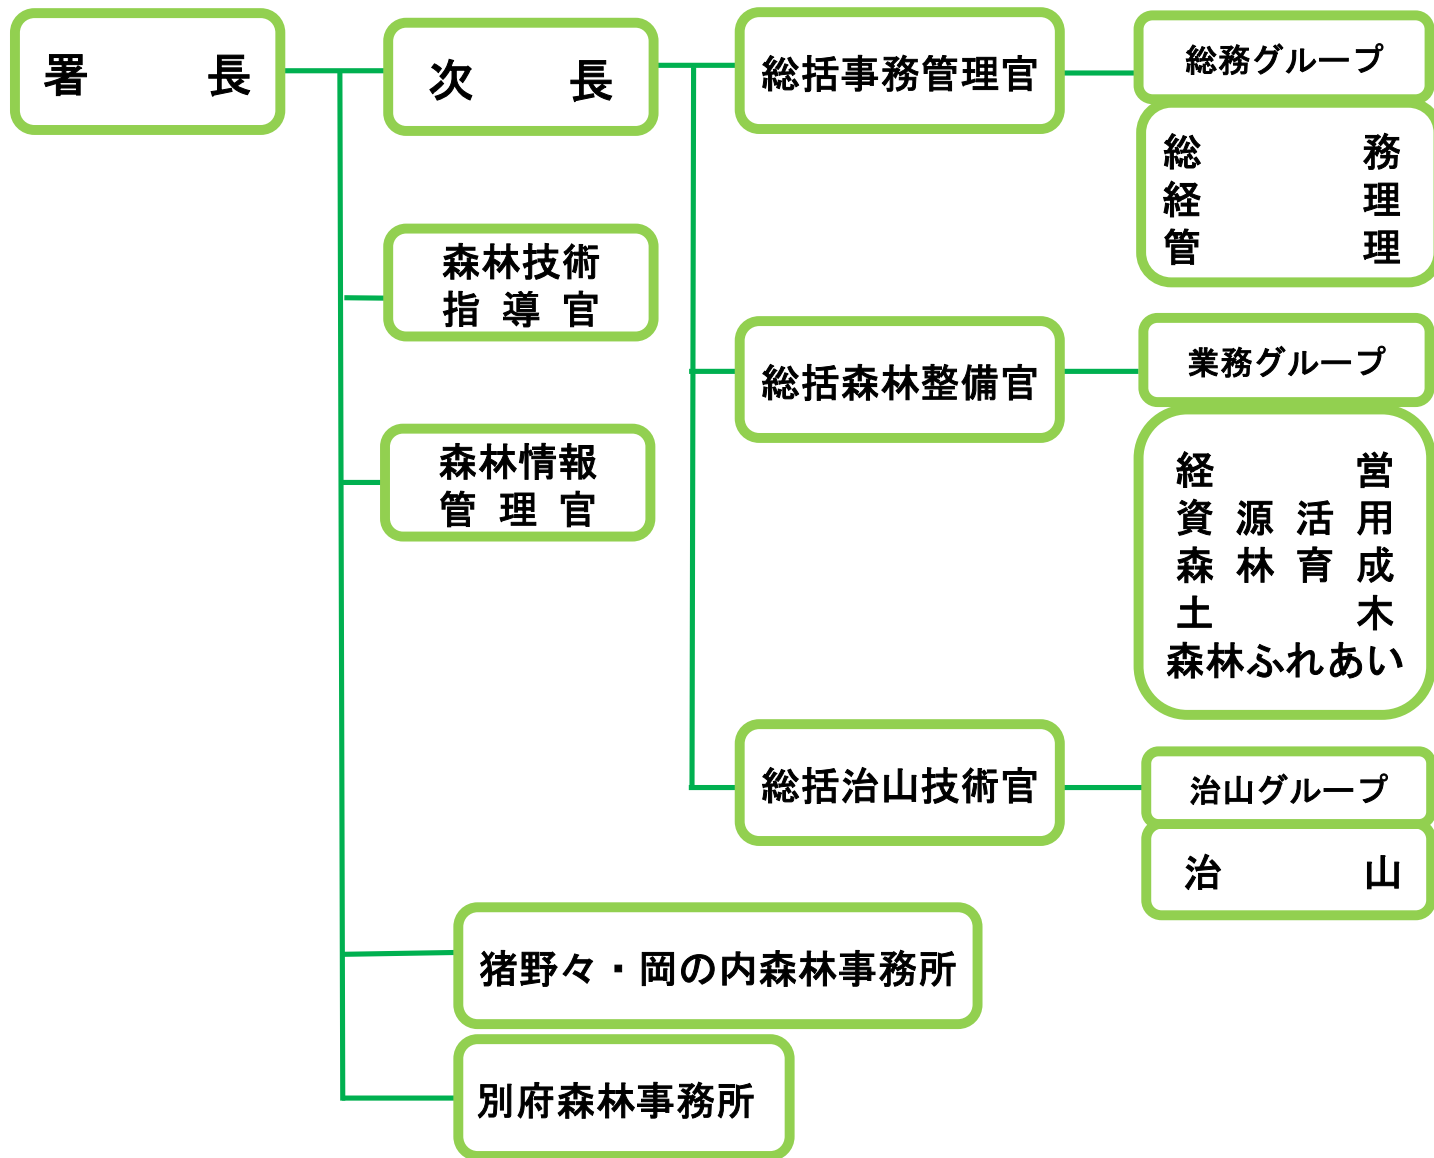 署長
次長
総括事務管理官
総務グループ
総務
経理
管理
森林技術
指導官
総括森林整備官
業務グループ
森林情報
管理官
経営
資源活用
森林育成
土木
森林ふれあい
総括治山技術官
治山グループ
治山
猪野々・岡の内森林事務所
別府森林事務所